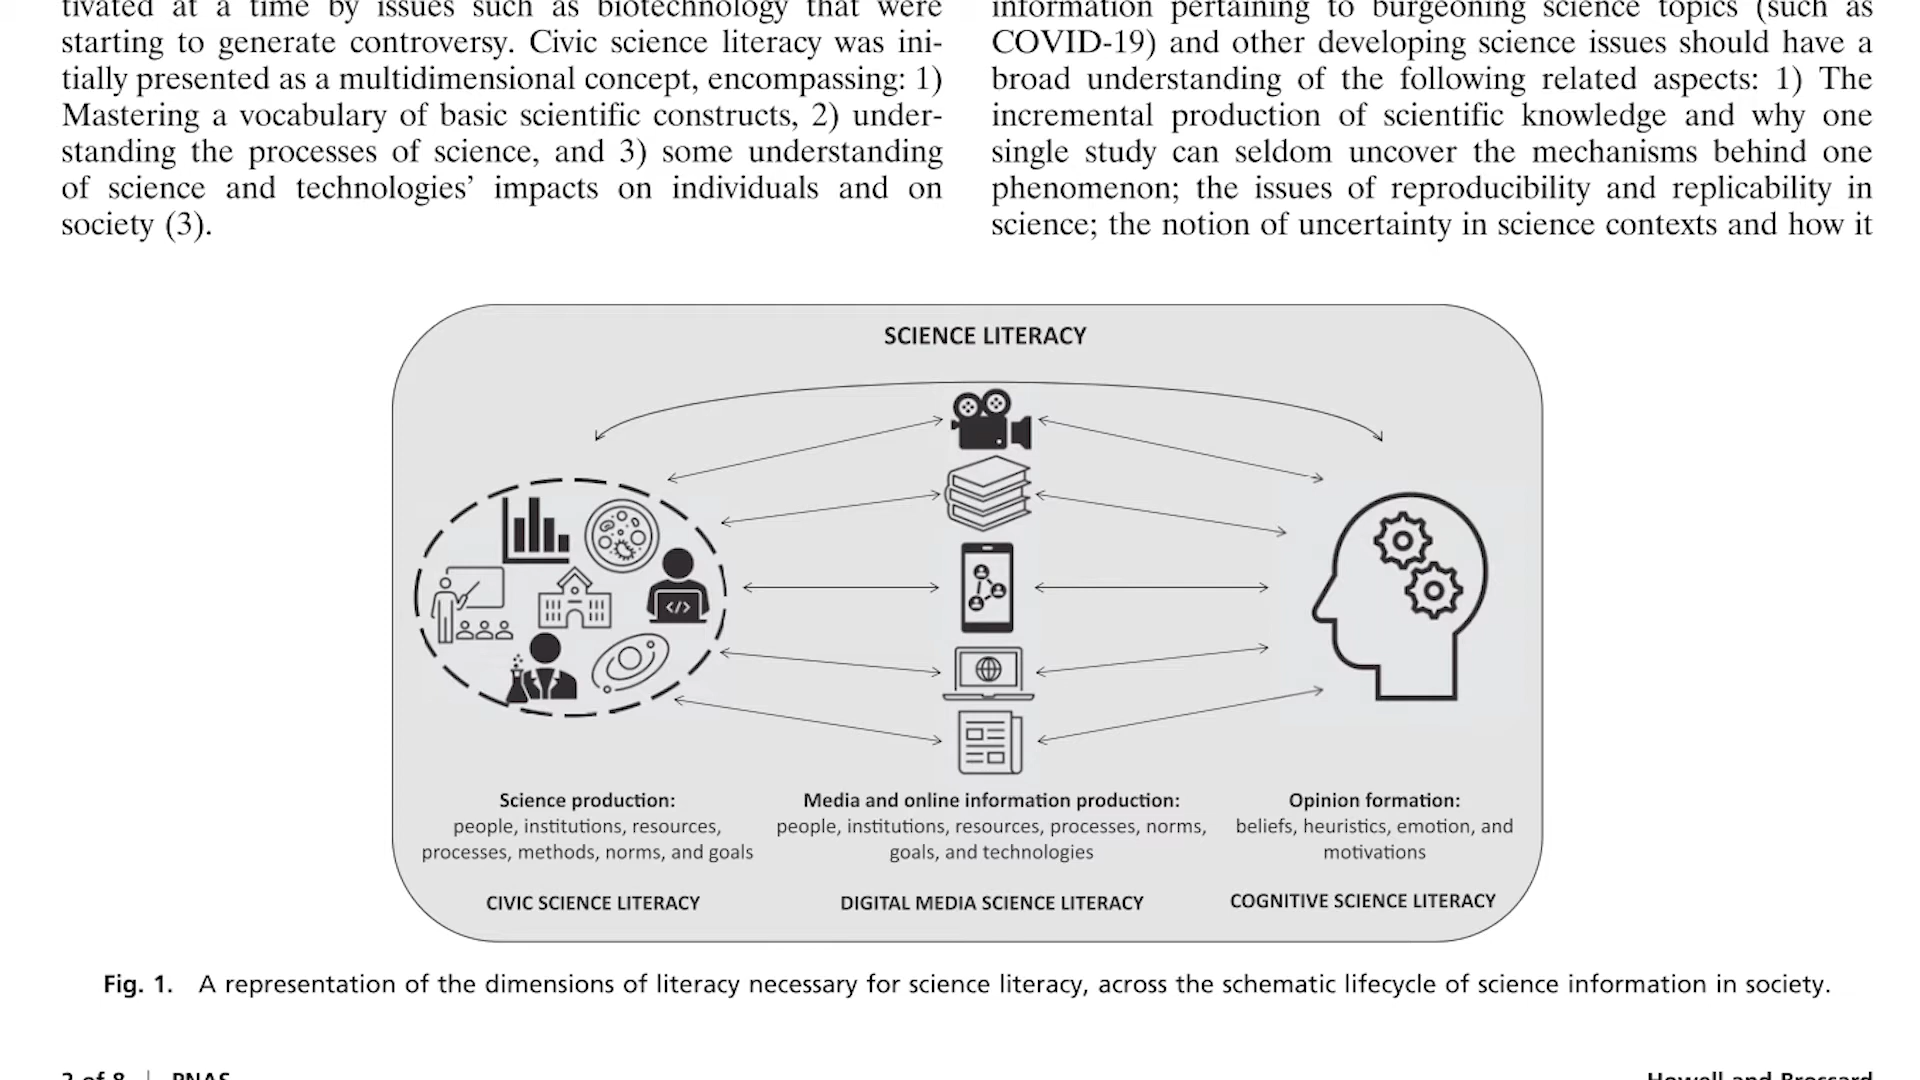 tivated at a time by issues such as biotechnology that were
starting to generate controversy. Civic science literacy was ini-
tially presented as a multidimensional concept, encompassing: 1)
Mastering a vocabulary of basic scientific constructs, 2) under-
standing the processes of science, and 3) some understanding
of science and technologies’ impacts on individuals and on
society (3).
information pertaining to burgeoning science topics (such as
COVID-19) and other developing science issues should have a
broad understanding of the following related aspects: 1) The
incremental production of scientific knowledge and why one
single study can seldom uncover the mechanisms behind one
phenomenon; the issues of reproducibility and replicability in
science; the notion of uncertainty in science contexts and how it
SCIENCE LITERACY
</>
Science production:
people, institutions, resources,
processes, methods, norms, and goals
CIVIC SCIENCE LITERACY
Media and online information production:
people, institutions, resources, processes, norms,
goals, and technologies
DIGITAL MEDIA SCIENCE LITERACY
Opinion formation:
beliefs, heuristics, emotion, and
motivations
COGNITIVE SCIENCE LITERACY
Fig. 1. A representation of the dimensions of literacy necessary for science literacy, across the schematic lifecycle of science information in society.
2 of 8 | PNAS
Howell and Brossard